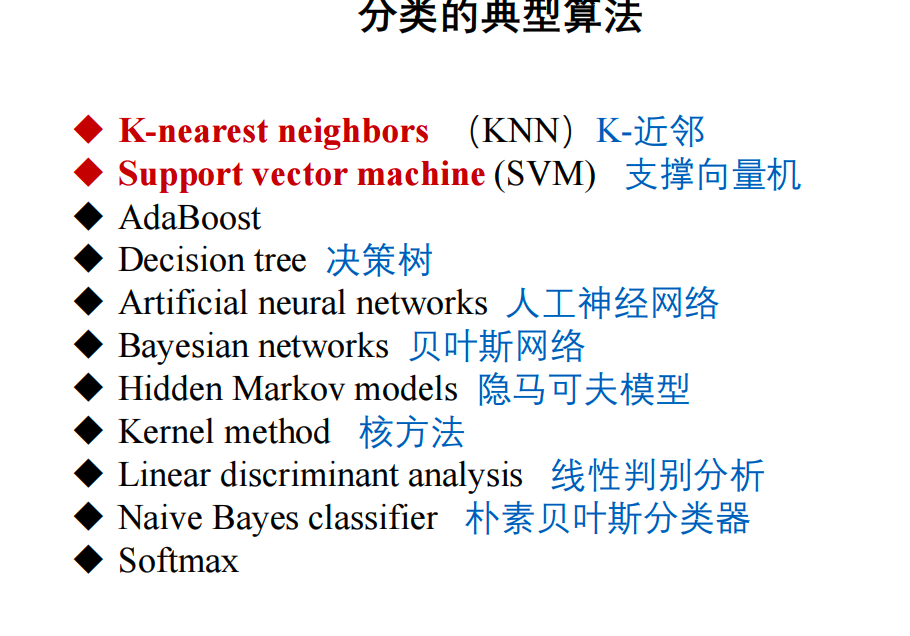 分类的典型算法
◆ K-nearest neighbors （KNN）K-近邻
◆ Support vector machine (SVM) 支撑向量机
◆ AdaBoost
◆ Decision tree 决策树
◆ Artificial neural networks 人工神经网络
◆ Bayesian networks 贝叶斯网络
◆ Hidden Markov models 隐马可夫模型
◆ Kernel method 核方法
◆ Linear discriminant analysis 线性判别分析
◆ Naive Bayes classifier 朴素贝叶斯分类器
◆ Softmax